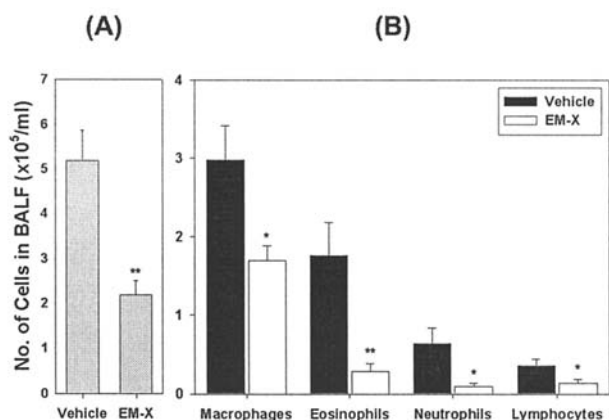 (A)
(B)
No. of Cells in BALF (x10⁵/ml)
7
6
5
4
3
2
1
0
**
Vehicle EM-X
4
3
2
1
0
Vehicle
EM-X
*
**
*
*
Macrophages Eosinophils Neutrophils Lymphocytes